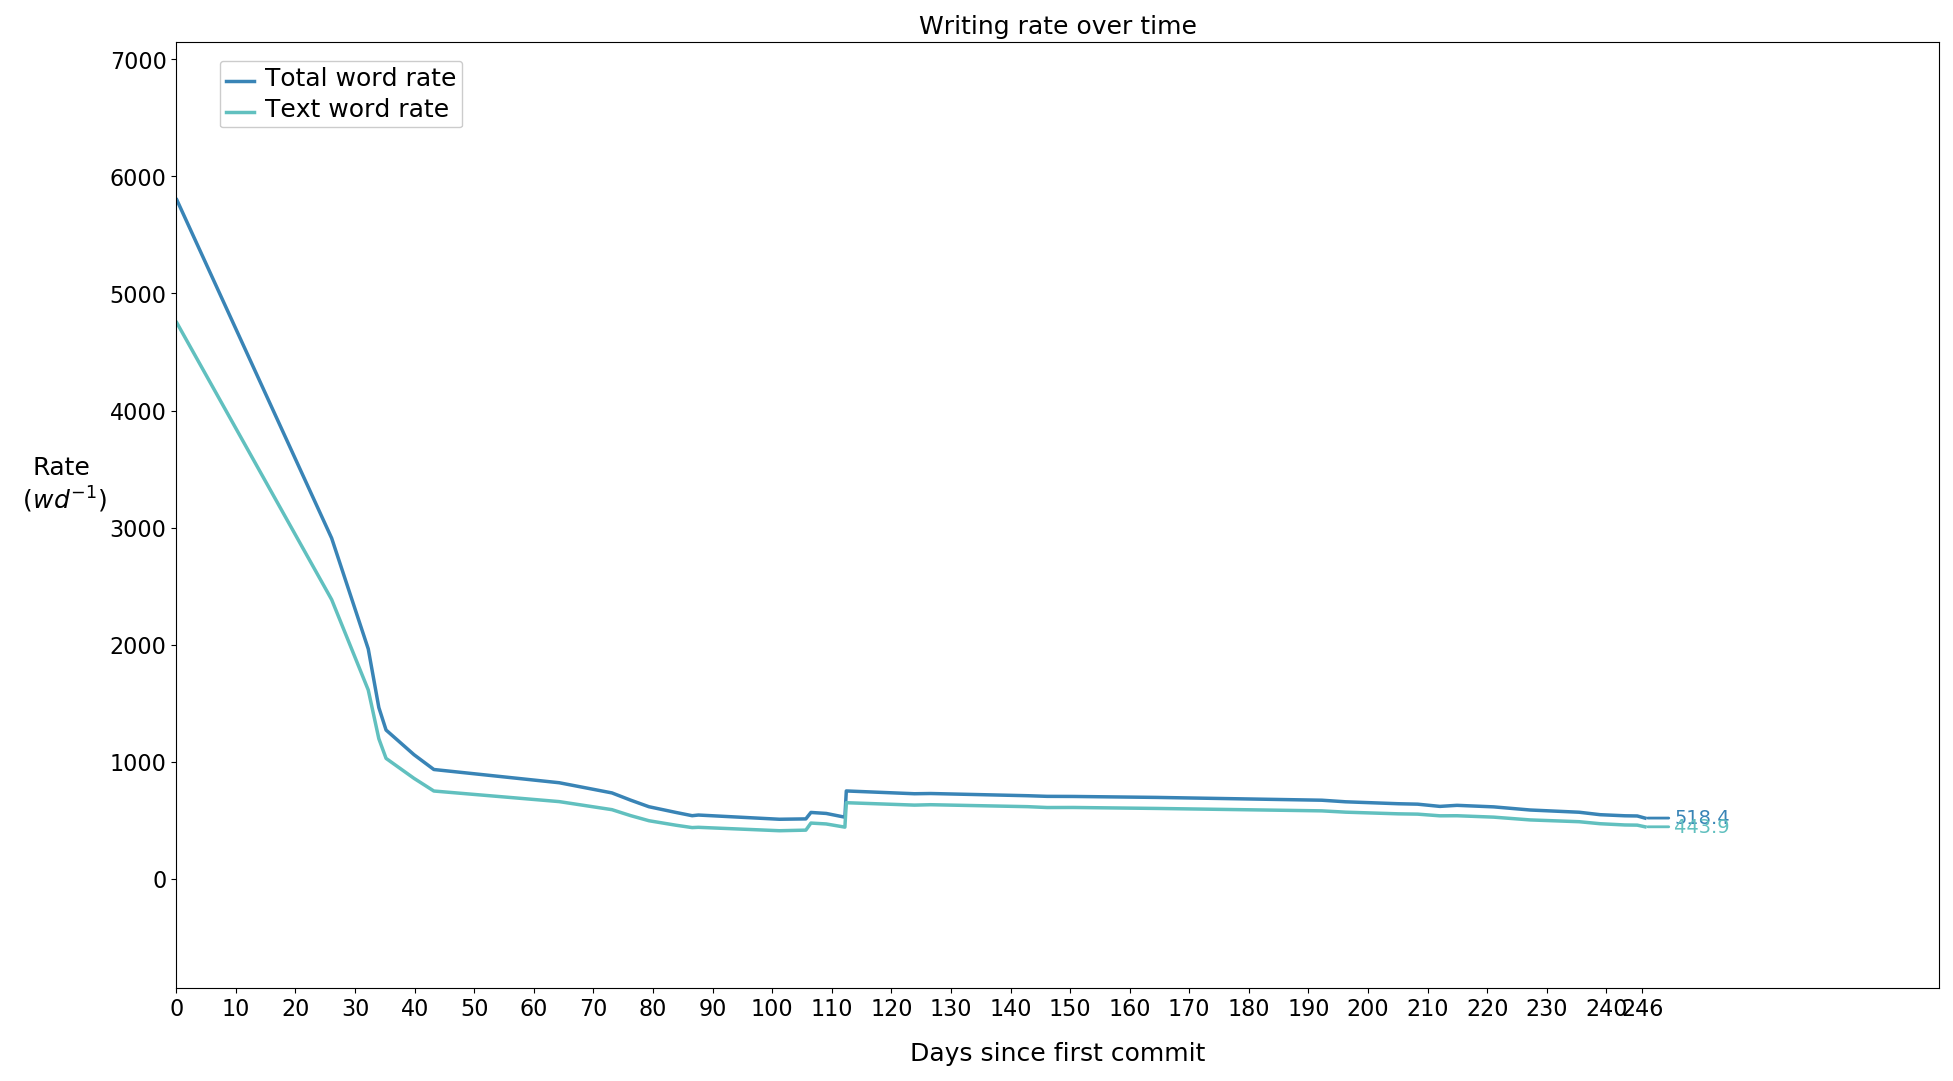 Writing rate over time
Total word rate
Text word rate
7000
6000
5000
4000
3000
2000
1000
0
Rate
(wd⁻¹)
518.4
443.9
0 10 20 30 40 50 60 70 80 90 100 110 120 130 140 150 160 170 180 190 200 210 220 230 240 246
Days since first commit